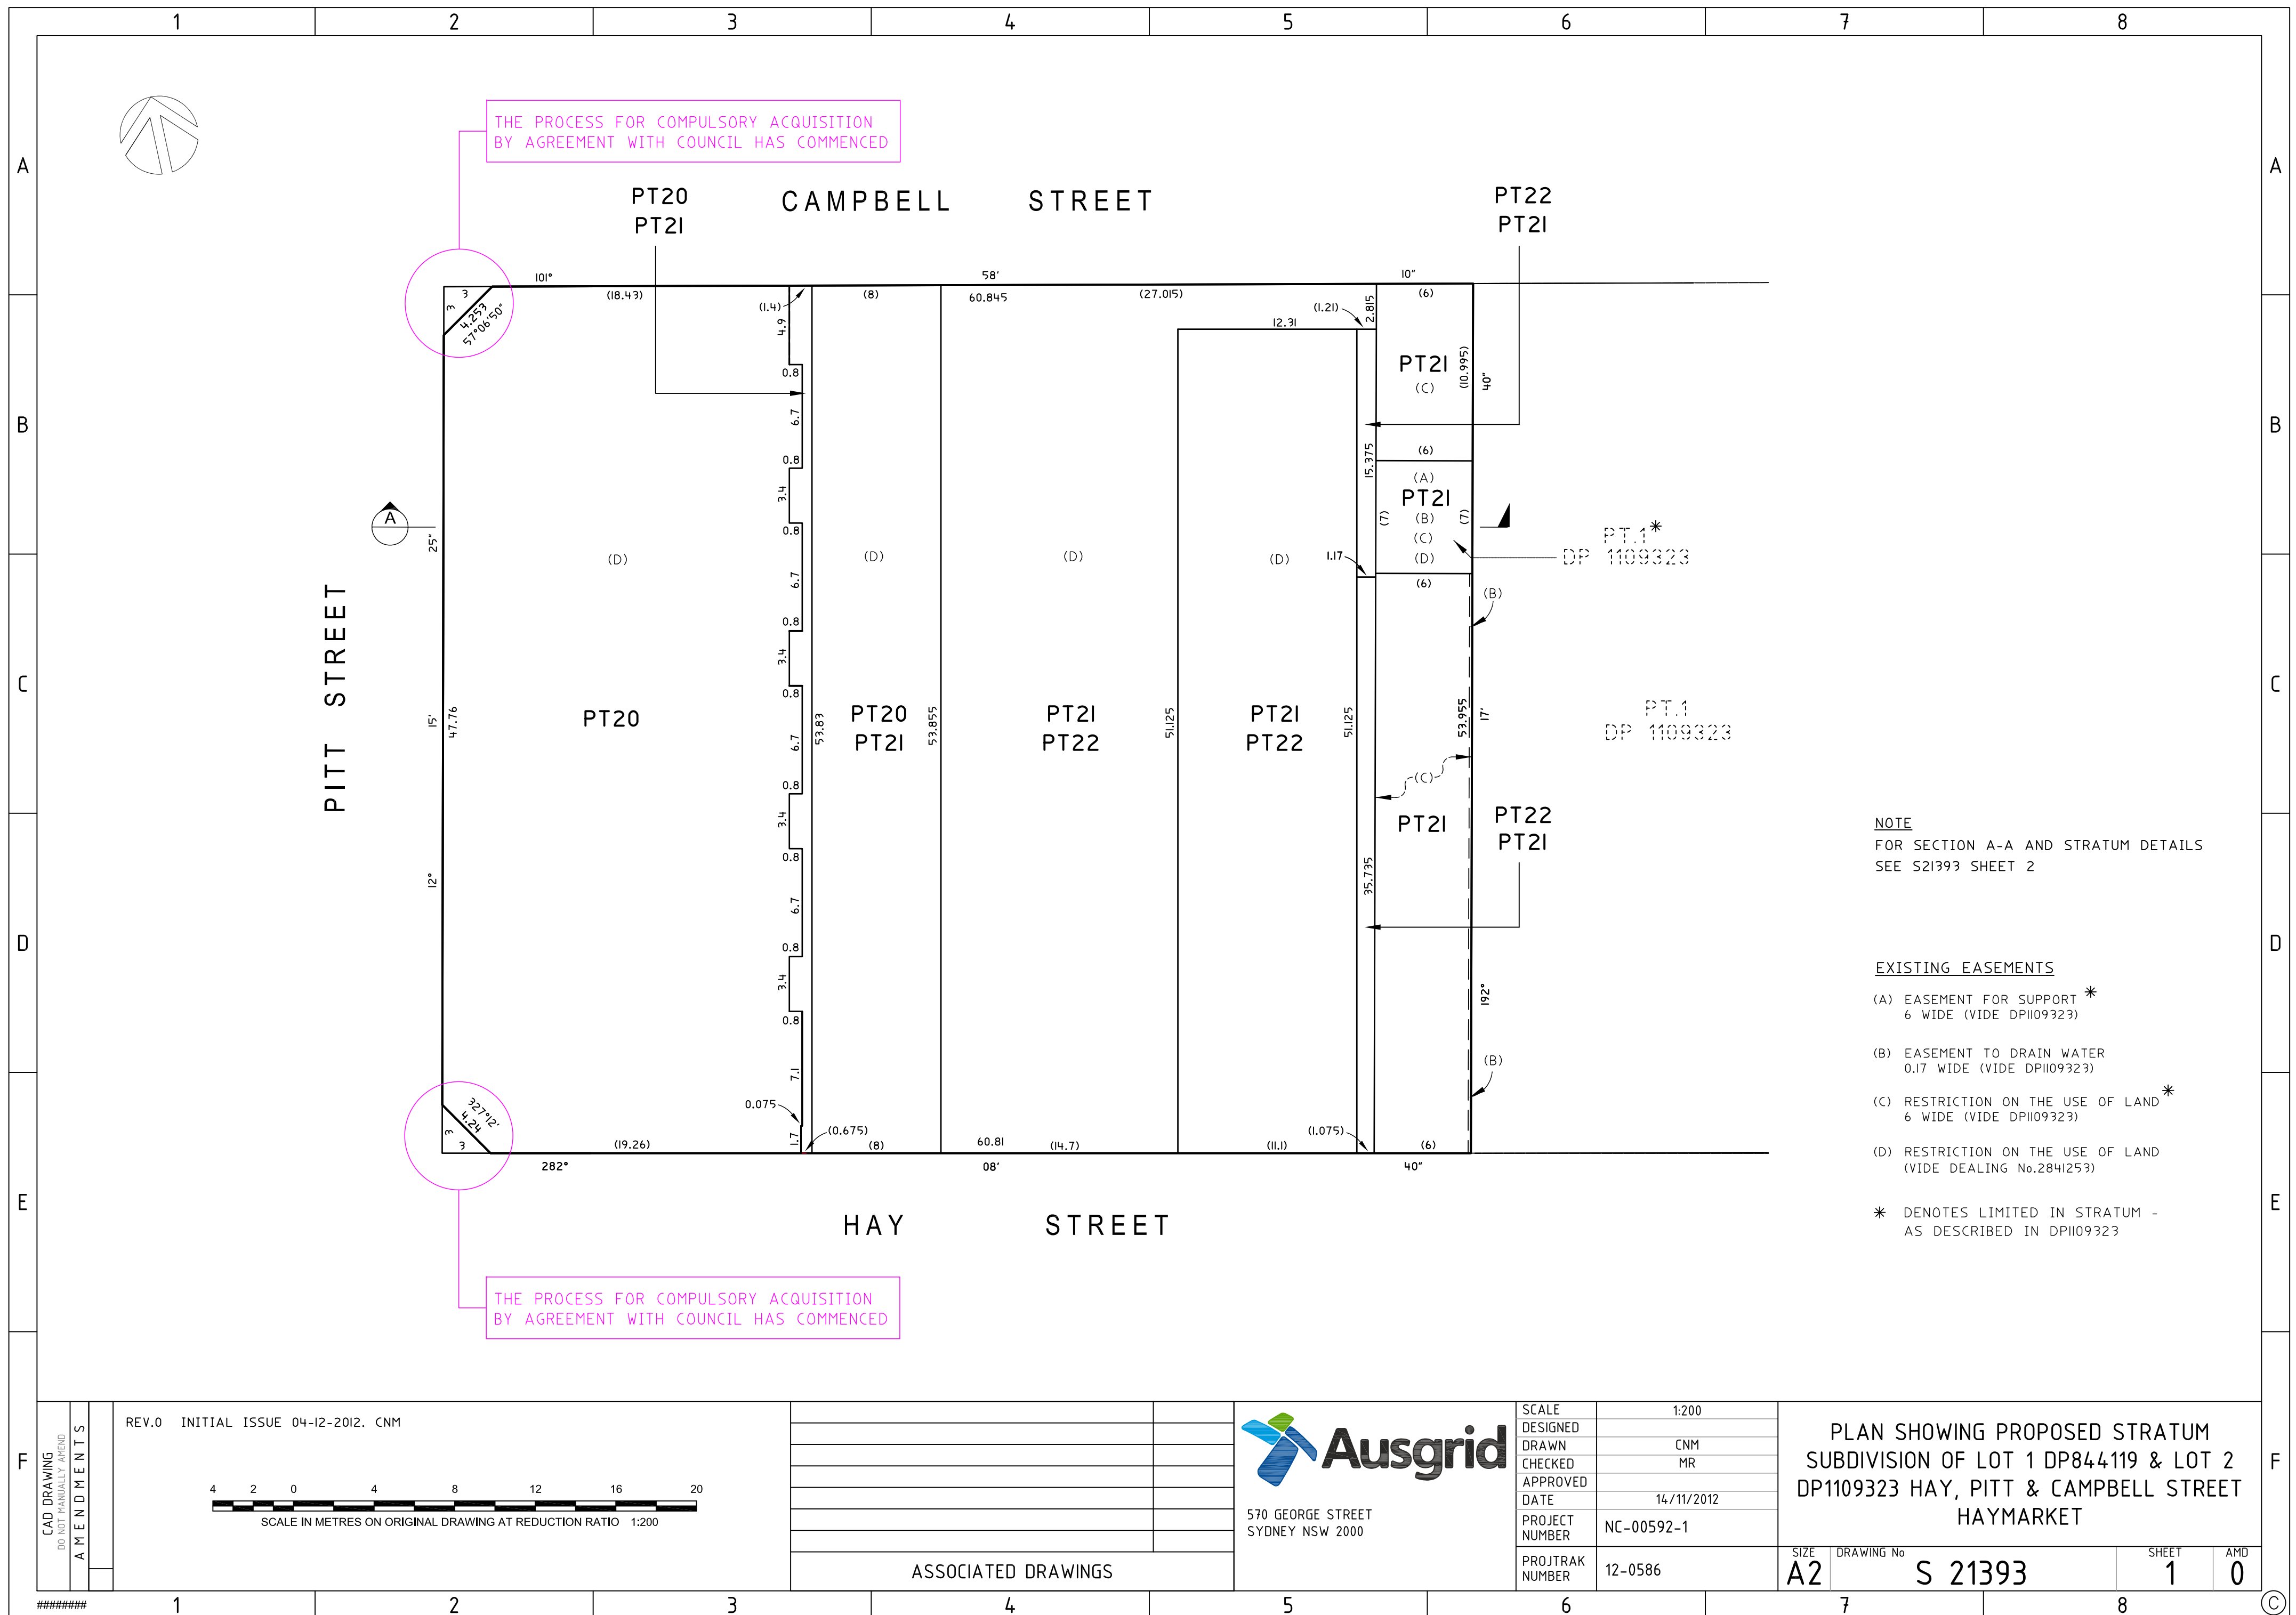 1 2 3 4 5 6 7 8
A A
B B
C C
D D
E E
F F
THE PROCESS FOR COMPULSORY ACQUISITION
BY AGREEMENT WITH COUNCIL HAS COMMENCED
CAMPBELL STREET
PT20
PT21
PT22
PT21
101° 58' 10"
3
3
4.253
57°06'50"
(18.43)
(1.4)
(8)
60.845
(27.015)
(6)
4.9
0.8
6.7
0.8
3.4
0.8
6.7
0.8
3.4
0.8
6.7
0.8
3.4
0.8
6.7
0.8
3.4
0.8
7.1
0.075
1.7
12.31
(1.21)
2.815
PT21
(C)
(10.995)
40"
(6)
15.375
(A)
PT21
(7)
(B)
(7)
(C)
(D)
1.17
(6)
PT.1*
DP 1109323
(B)
A
25"
15'
12°
47.76
PITT STREET
(D)
(D)
(D)
(D)
PT20
53.83
PT20
PT21
53.855
PT21
PT22
51.125
PT21
PT22
51.125
53.955
17'
PT.1
DP 1109323
(C)
PT21
PT22
PT21
35.735
192°
(B)
327°12'
4.24
3
3
(19.26)
(0.675)
(8)
60.81
(14.7)
(11.1)
(1.075)
(6)
282° 08' 40"
HAY STREET
THE PROCESS FOR COMPULSORY ACQUISITION
BY AGREEMENT WITH COUNCIL HAS COMMENCED
NOTE
FOR SECTION A-A AND STRATUM DETAILS
SEE S21393 SHEET 2
EXISTING EASEMENTS
(A) EASEMENT FOR SUPPORT *
6 WIDE (VIDE DP1109323)
(B) EASEMENT TO DRAIN WATER
0.17 WIDE (VIDE DP1109323)
(C) RESTRICTION ON THE USE OF LAND *
6 WIDE (VIDE DP1109323)
(D) RESTRICTION ON THE USE OF LAND
(VIDE DEALING No.2841253)
* DENOTES LIMITED IN STRATUM -
AS DESCRIBED IN DP1109323
CAD DRAWING
DO NOT MANUALLY AMEND
AMENDMENTS
REV.0 INITIAL ISSUE 04-12-2012. CNM
4 2 0 4 8 12 16 20
SCALE IN METRES ON ORIGINAL DRAWING AT REDUCTION RATIO 1:200
ASSOCIATED DRAWINGS
Ausgrid
570 GEORGE STREET
SYDNEY NSW 2000
SCALE 1:200
DESIGNED
DRAWN CNM
CHECKED MR
APPROVED
DATE 14/11/2012
PROJECT
NUMBER NC-00592-1
PROJTRAK
NUMBER 12-0586
PLAN SHOWING PROPOSED STRATUM
SUBDIVISION OF LOT 1 DP844119 & LOT 2
DP1109323 HAY, PITT & CAMPBELL STREET
HAYMARKET
SIZE A2
DRAWING No S 21393
SHEET 1
AMD 0
########
1 2 3 4 5 6 7 8
©